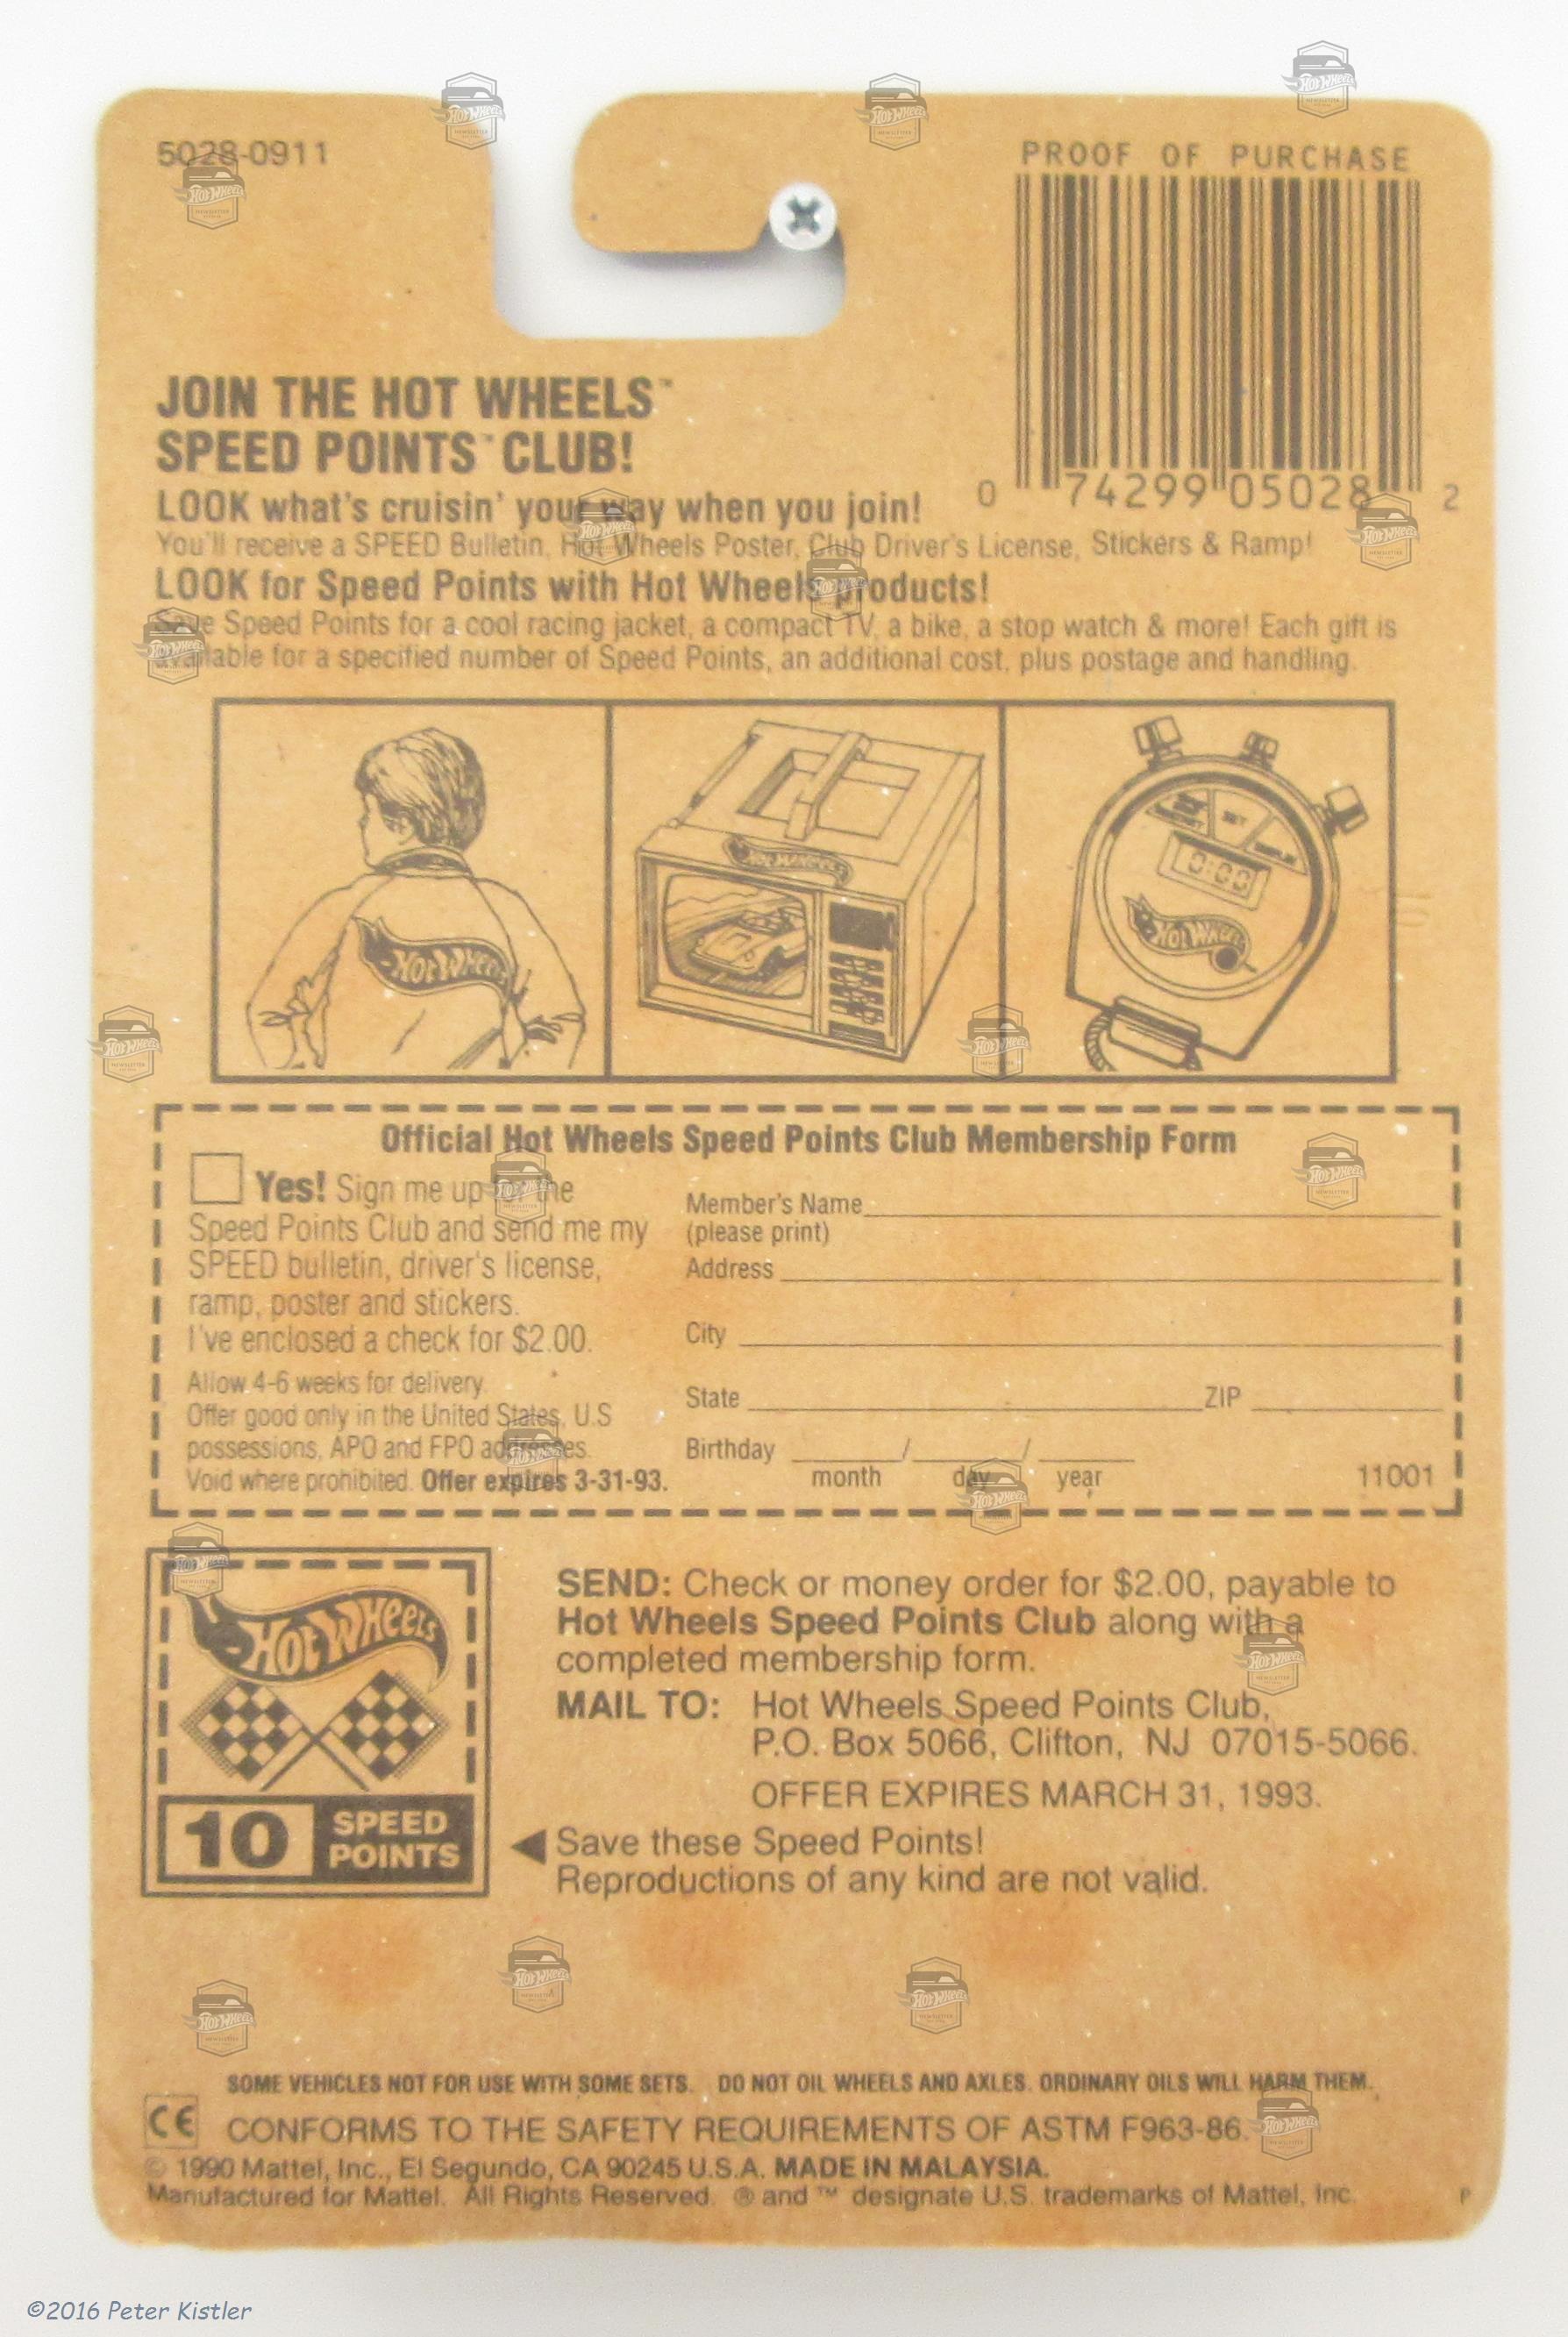 5028-0911
PROOF OF PURCHASE
0 74299 05028 2
JOIN THE HOT WHEELS™
SPEED POINTS™ CLUB!
LOOK what's cruisin' your way when you join!
You'll receive a SPEED Bulletin, Hot Wheels Poster, Club Driver's License, Stickers & Ramp!
LOOK for Speed Points with Hot Wheels products!
Save Speed Points for a cool racing jacket, a compact TV, a bike, a stop watch & more! Each gift is
available for a specified number of Speed Points, an additional cost, plus postage and handling.
Hot Wheels
Hot Wheels
SET
0:00
Hot Wheels
Official Hot Wheels Speed Points Club Membership Form
Yes! Sign me up for the
Speed Points Club and send me my
SPEED bulletin, driver's license,
ramp, poster and stickers.
I've enclosed a check for $2.00.
Allow 4-6 weeks for delivery.
Offer good only in the United States, U.S
possessions, APO and FPO addresses.
Void where prohibited. Offer expires 3-31-93.
Member's Name
(please print)
Address
City
State ZIP
Birthday / /
month day year
11001
Hot Wheels
10 SPEED
POINTS
SEND: Check or money order for $2.00, payable to
Hot Wheels Speed Points Club along with a
completed membership form.
MAIL TO: Hot Wheels Speed Points Club,
P.O. Box 5066, Clifton, NJ 07015-5066.
OFFER EXPIRES MARCH 31, 1993.
◀ Save these Speed Points!
Reproductions of any kind are not valid.
SOME VEHICLES NOT FOR USE WITH SOME SETS. DO NOT OIL WHEELS AND AXLES. ORDINARY OILS WILL HARM THEM.
CE CONFORMS TO THE SAFETY REQUIREMENTS OF ASTM F963-86.
© 1990 Mattel, Inc., El Segundo, CA 90245 U.S.A. MADE IN MALAYSIA.
Manufactured for Mattel. All Rights Reserved. ® and ™ designate U.S. trademarks of Mattel, Inc. P
©2016 Peter Kistler